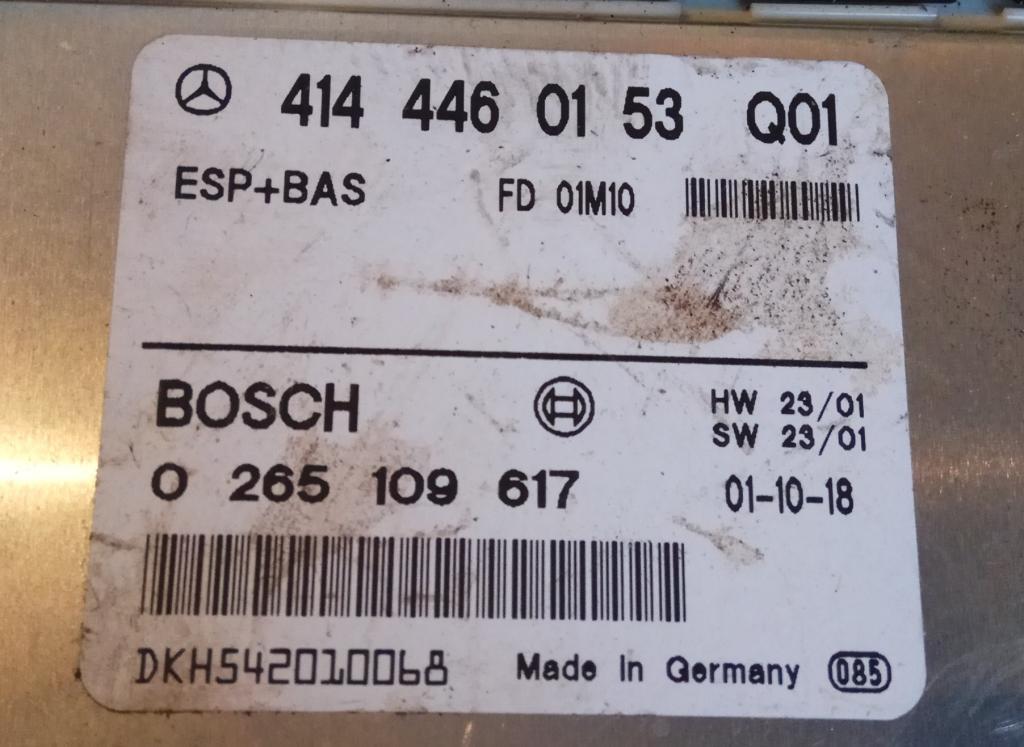 414 446 01 53 Q01
ESP+BAS FD 01M10
BOSCH HW 23/01
SW 23/01
0 265 109 617 01-10-18
DKH542010068 Made In Germany 085